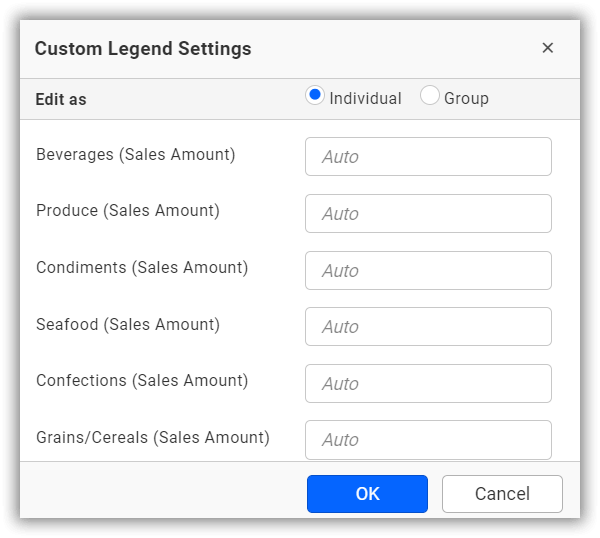 Custom Legend Settings ×
Edit as Individual Group
Beverages (Sales Amount) Auto
Produce (Sales Amount) Auto
Condiments (Sales Amount) Auto
Seafood (Sales Amount) Auto
Confections (Sales Amount) Auto
Grains/Cereals (Sales Amount) Auto
OK Cancel